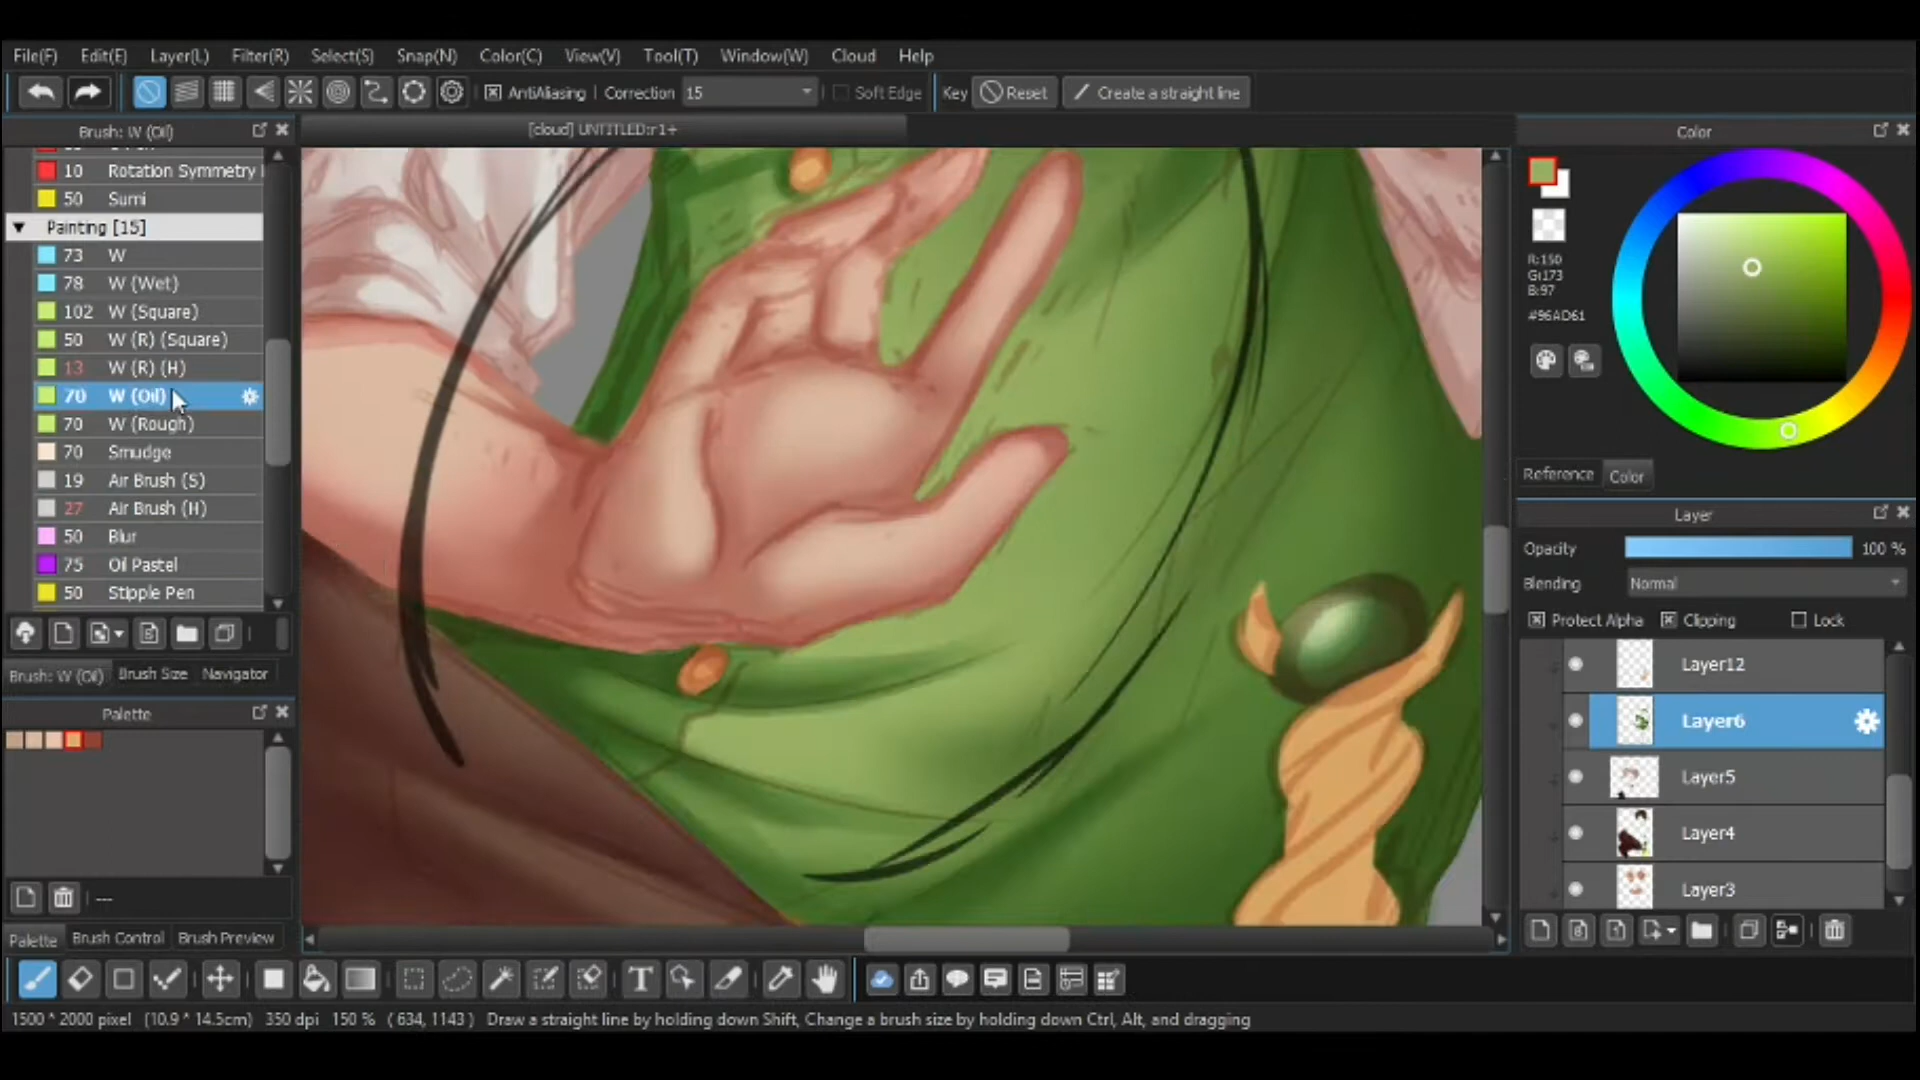 File(F) Edit(E) Layer(L) Filter(R) Select(S) Snap(N) Color(C) View(V) Tool(T) Window(W) Cloud Help
AntiAliasing Correction 15 Soft Edge Key Reset Create a straight line
Brush: W (Oil)
[cloud] UNTITLED:r1+
Color
10 Rotation Symmetry
50 Sumi
Painting [15]
73 W
78 W (Wet)
102 W (Square)
50 W (R) (Square)
13 W (R) (H)
70 W (Oil)
70 W (Rough)
70 Smudge
19 Air Brush (S)
27 Air Brush (H)
50 Blur
75 Oil Pastel
50 Stipple Pen
Brush: W (Oil) Brush Size Navigator
Palette
---
Palette Brush Control Brush Preview
R:150
G:173
B:97
#96AD61
Reference Color
Layer
Opacity 100 %
Blending Normal
Protect Alpha Clipping Lock
Layer12
Layer6
Layer5
Layer4
Layer3
1500 * 2000 pixel (10.9 * 14.5cm) 350 dpi 150 % ( 634, 1143 ) Draw a straight line by holding down Shift, Change a brush size by holding down Ctrl, Alt, and dragging